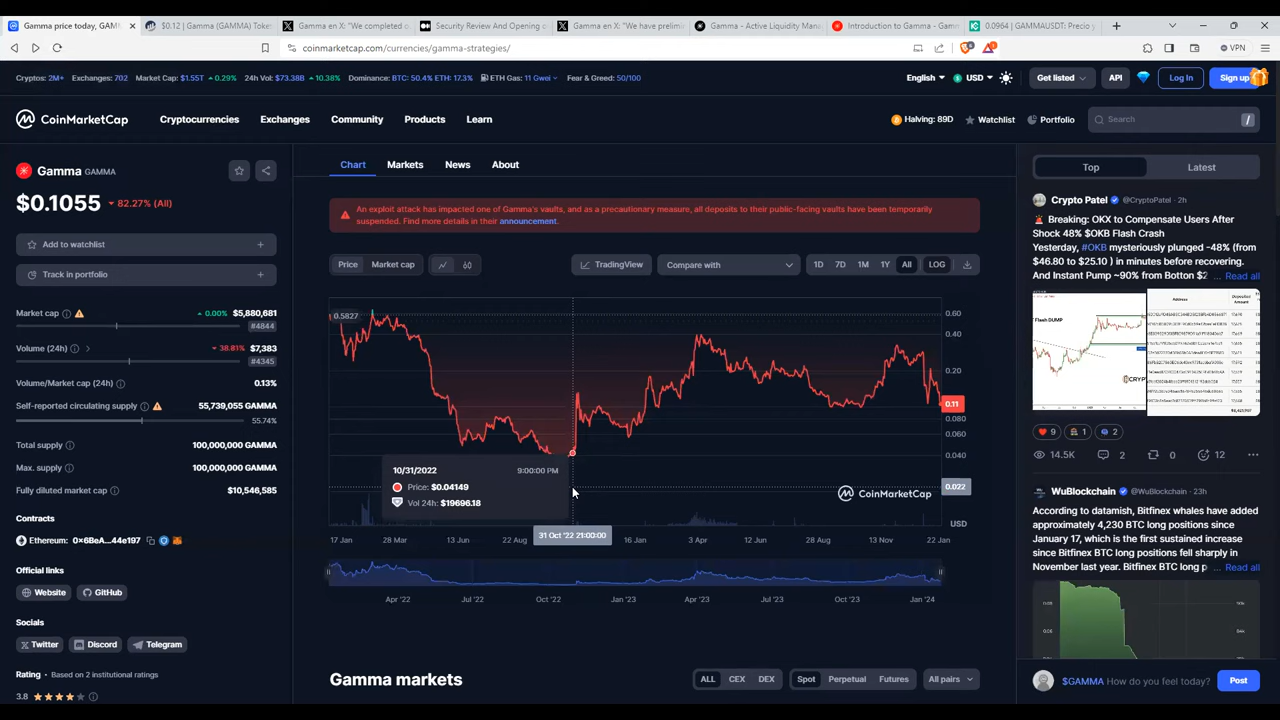 Gamma price today, GAMM
$0.12 | Gamma (GAMMA) Toke
Gamma en X: "We completed o
Security Review And Opening o
Gamma en X: "We have prelimi
Gamma - Active Liquidity Man
Introduction to Gamma - Gamm
0.0964 | GAMMAUSDT: Precio y
coinmarketcap.com/currencies/gamma-strategies/
VPN
Cryptos: 2M+ Exchanges: 702 Market Cap: $1.55T 0.29% 24h Vol: $73.38B 10.38% Dominance: BTC: 50.4% ETH: 17.3% ETH Gas: 11 Gwei Fear & Greed: 50/100
English USD Get listed API Log In Sign up
CoinMarketCap Cryptocurrencies Exchanges Community Products Learn Halving: 89D Watchlist Portfolio Search /
Gamma GAMMA
$0.1055 82.27% (All)
Add to watchlist
Track in portfolio
Market cap 0.00% $5,880,681
#4844
Volume (24h) 38.81% $7,383
#4345
Volume/Market cap (24h) 0.13%
Self-reported circulating supply 55,739,055 GAMMA
55.74%
Total supply 100,000,000 GAMMA
Max. supply 100,000,000 GAMMA
Fully diluted market cap $10,546,585
Contracts
Ethereum: 0x6BeA...44e197
Official links
Website GitHub
Socials
Twitter Discord Telegram
Rating · Based on 2 institutional ratings
3.8
Chart Markets News About
An exploit attack has impacted one of Gamma's vaults, and as a precautionary measure, all deposits to their public-facing vaults have been temporarily
suspended. Find more details in their announcement.
Price Market cap TradingView Compare with 1D 7D 1M 1Y All LOG
0.5827
0.60
0.40
0.20
0.11
0.080
0.060
0.040
0.022
10/31/2022 9:00:00 PM
Price: $0.04149
Vol 24h: $19696.18
CoinMarketCap
USD
31 Oct '22 21:00:00
17 Jan 28 Mar 13 Jun 22 Aug 16 Jan 3 Apr 12 Jun 28 Aug 13 Nov 22 Jan
Apr '22 Jul '22 Oct '22 Jan '23 Apr '23 Jul '23 Oct '23 Jan '24
Gamma markets
ALL CEX DEX Spot Perpetual Futures All pairs
Top Latest
Crypto Patel @CryptoPatel · 2h
Breaking: OKX to Compensate Users After
Shock 48% $OKB Flash Crash
Yesterday, #OKB mysteriously plunged -48% (from
$46.80 to $25.10 ) in minutes before recovering.
And Instant Pump ~90% from Botton $2 ... Read all
9 1 2
14.5K 2 0 12
WuBlockchain @WuBlockchain · 23h
According to datamish, Bitfinex whales have added
approximately 4,230 BTC long positions since
January 17, which is the first sustained increase
since Bitfinex BTC long positions fell sharply in
November last year. Bitfinex BTC long p ... Read all
$GAMMA How do you feel today? Post